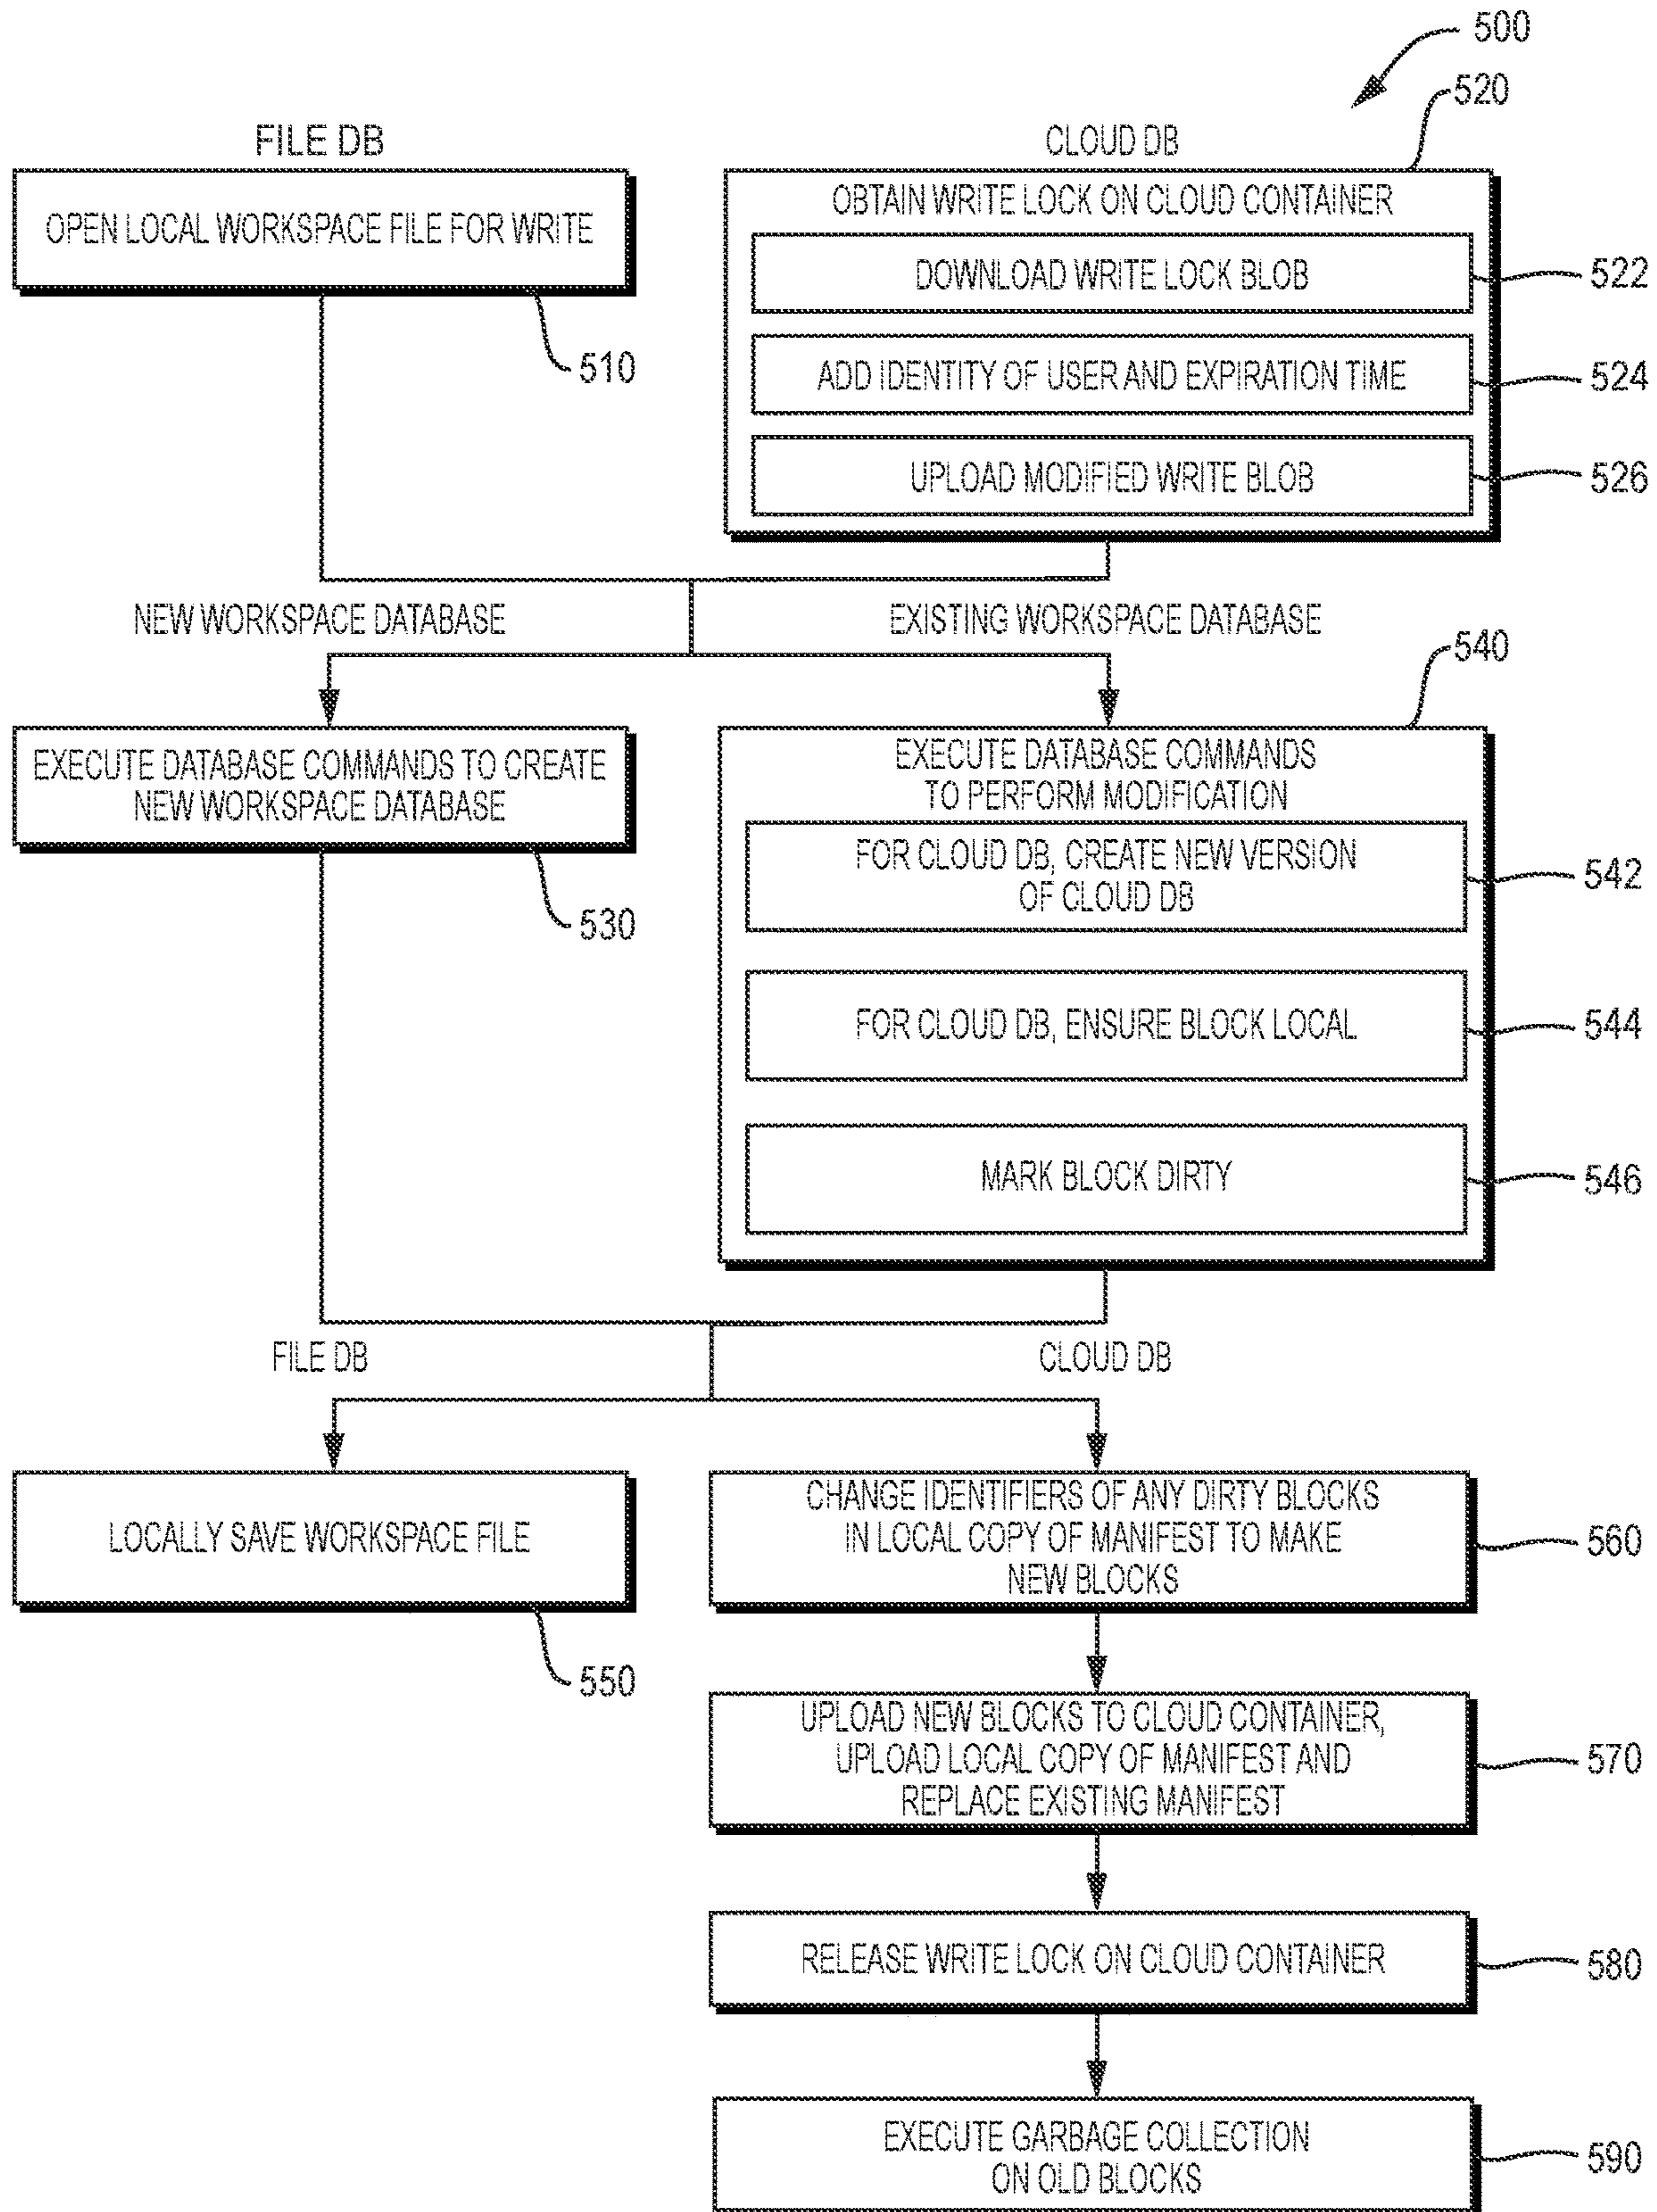 500
520
FILE DB
CLOUD DB
OPEN LOCAL WORKSPACE FILE FOR WRITE
510
OBTAIN WRITE LOCK ON CLOUD CONTAINER
DOWNLOAD WRITE LOCK BLOB
522
ADD IDENTITY OF USER AND EXPIRATION TIME
524
UPLOAD MODIFIED WRITE BLOB
526
NEW WORKSPACE DATABASE
EXISTING WORKSPACE DATABASE
540
EXECUTE DATABASE COMMANDS TO CREATE
NEW WORKSPACE DATABASE
530
EXECUTE DATABASE COMMANDS
TO PERFORM MODIFICATION
FOR CLOUD DB, CREATE NEW VERSION
OF CLOUD DB
542
FOR CLOUD DB, ENSURE BLOCK LOCAL
544
MARK BLOCK DIRTY
546
FILE DB
CLOUD DB
LOCALLY SAVE WORKSPACE FILE
550
CHANGE IDENTIFIERS OF ANY DIRTY BLOCKS
IN LOCAL COPY OF MANIFEST TO MAKE
NEW BLOCKS
560
UPLOAD NEW BLOCKS TO CLOUD CONTAINER,
UPLOAD LOCAL COPY OF MANIFEST AND
REPLACE EXISTING MANIFEST
570
RELEASE WRITE LOCK ON CLOUD CONTAINER
580
EXECUTE GARBAGE COLLECTION
ON OLD BLOCKS
590